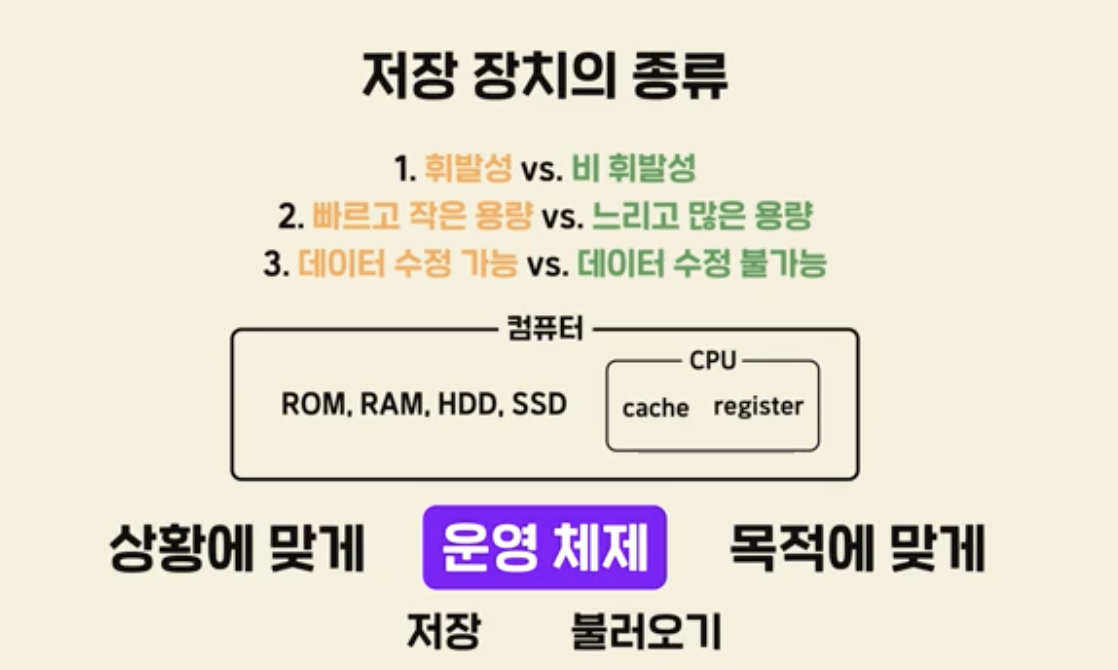 저장 장치의 종류
1. 휘발성 vs. 비 휘발성
2. 빠르고 작은 용량 vs. 느리고 많은 용량
3. 데이터 수정 가능 vs. 데이터 수정 불가능
컴퓨터
CPU
ROM, RAM, HDD, SSD
cache register
상황에 맞게 운영 체제 목적에 맞게
저장 불러오기